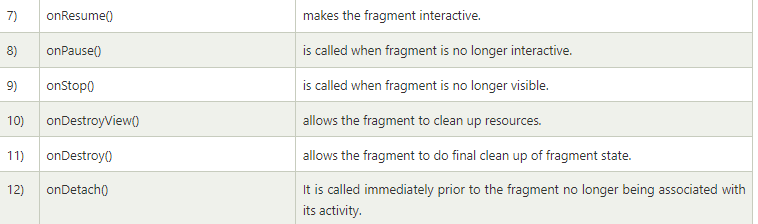 7) onResume() makes the fragment interactive.
8) onPause() is called when fragment is no longer interactive.
9) onStop() is called when fragment is no longer visible.
10) onDestroyView() allows the fragment to clean up resources.
11) onDestroy() allows the fragment to do final clean up of fragment state.
12) onDetach() It is called immediately prior to the fragment no longer being associated with
its activity.